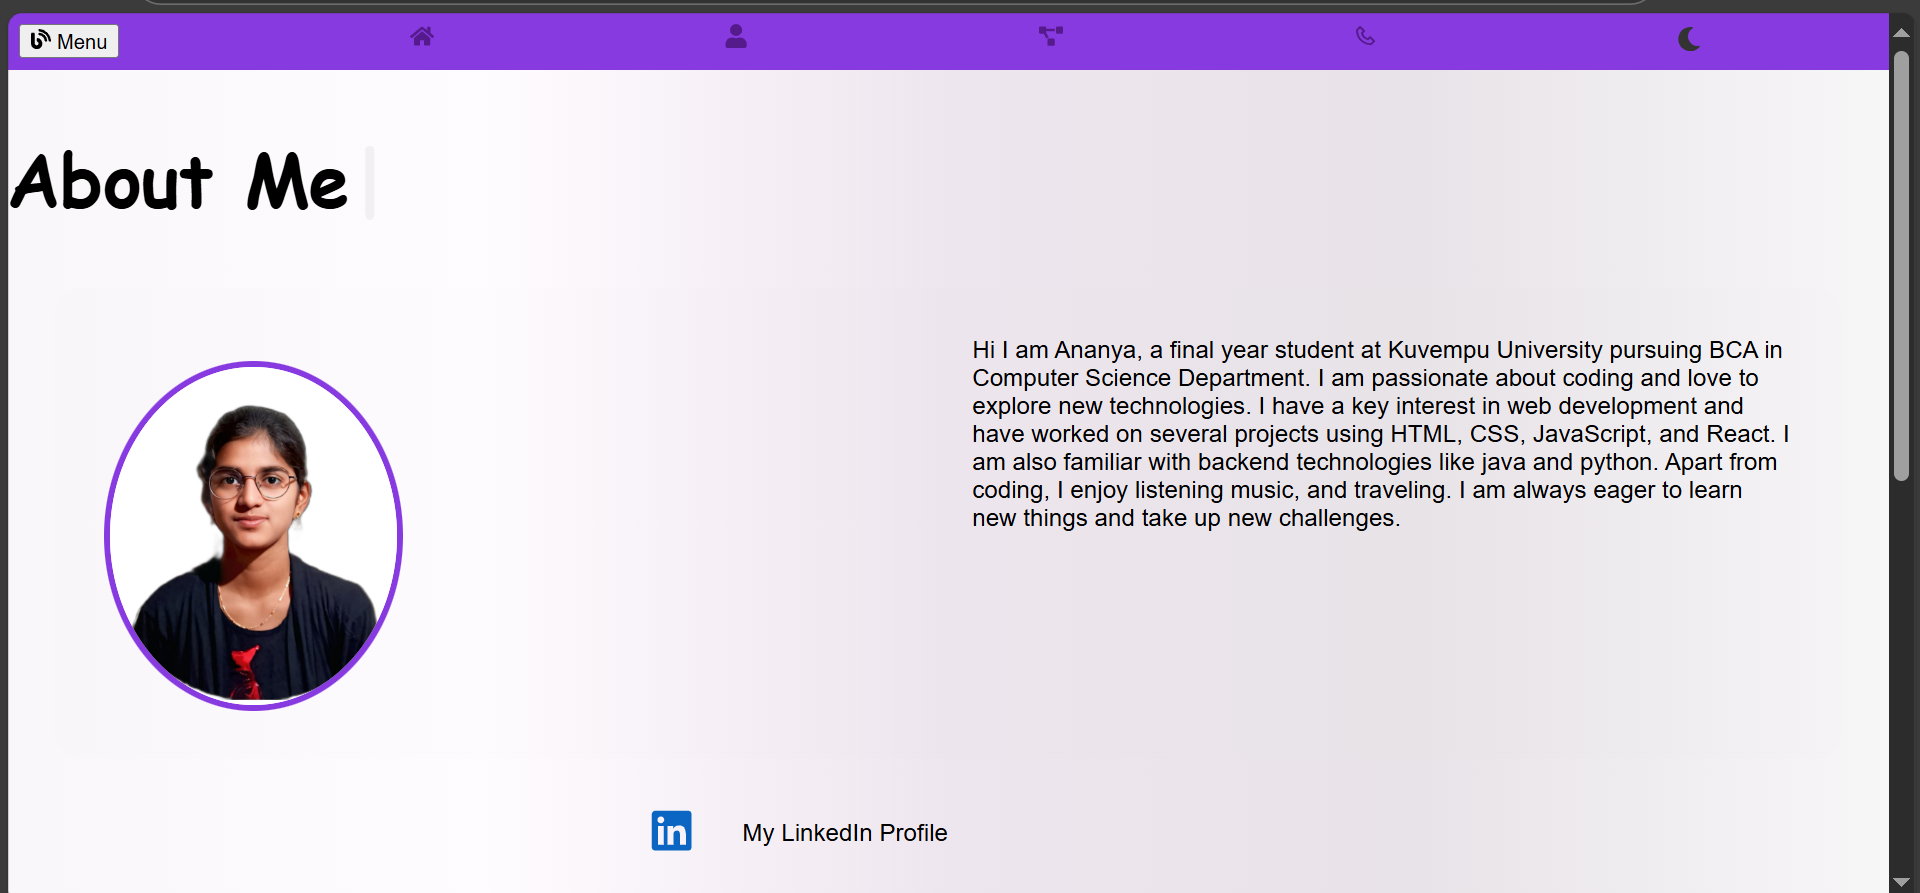 Menu
About Me
Hi I am Ananya, a final year student at Kuvempu University pursuing BCA in
Computer Science Department. I am passionate about coding and love to
explore new technologies. I have a key interest in web development and
have worked on several projects using HTML, CSS, JavaScript, and React. I
am also familiar with backend technologies like java and python. Apart from
coding, I enjoy listening music, and traveling. I am always eager to learn
new things and take up new challenges.
in
My LinkedIn Profile